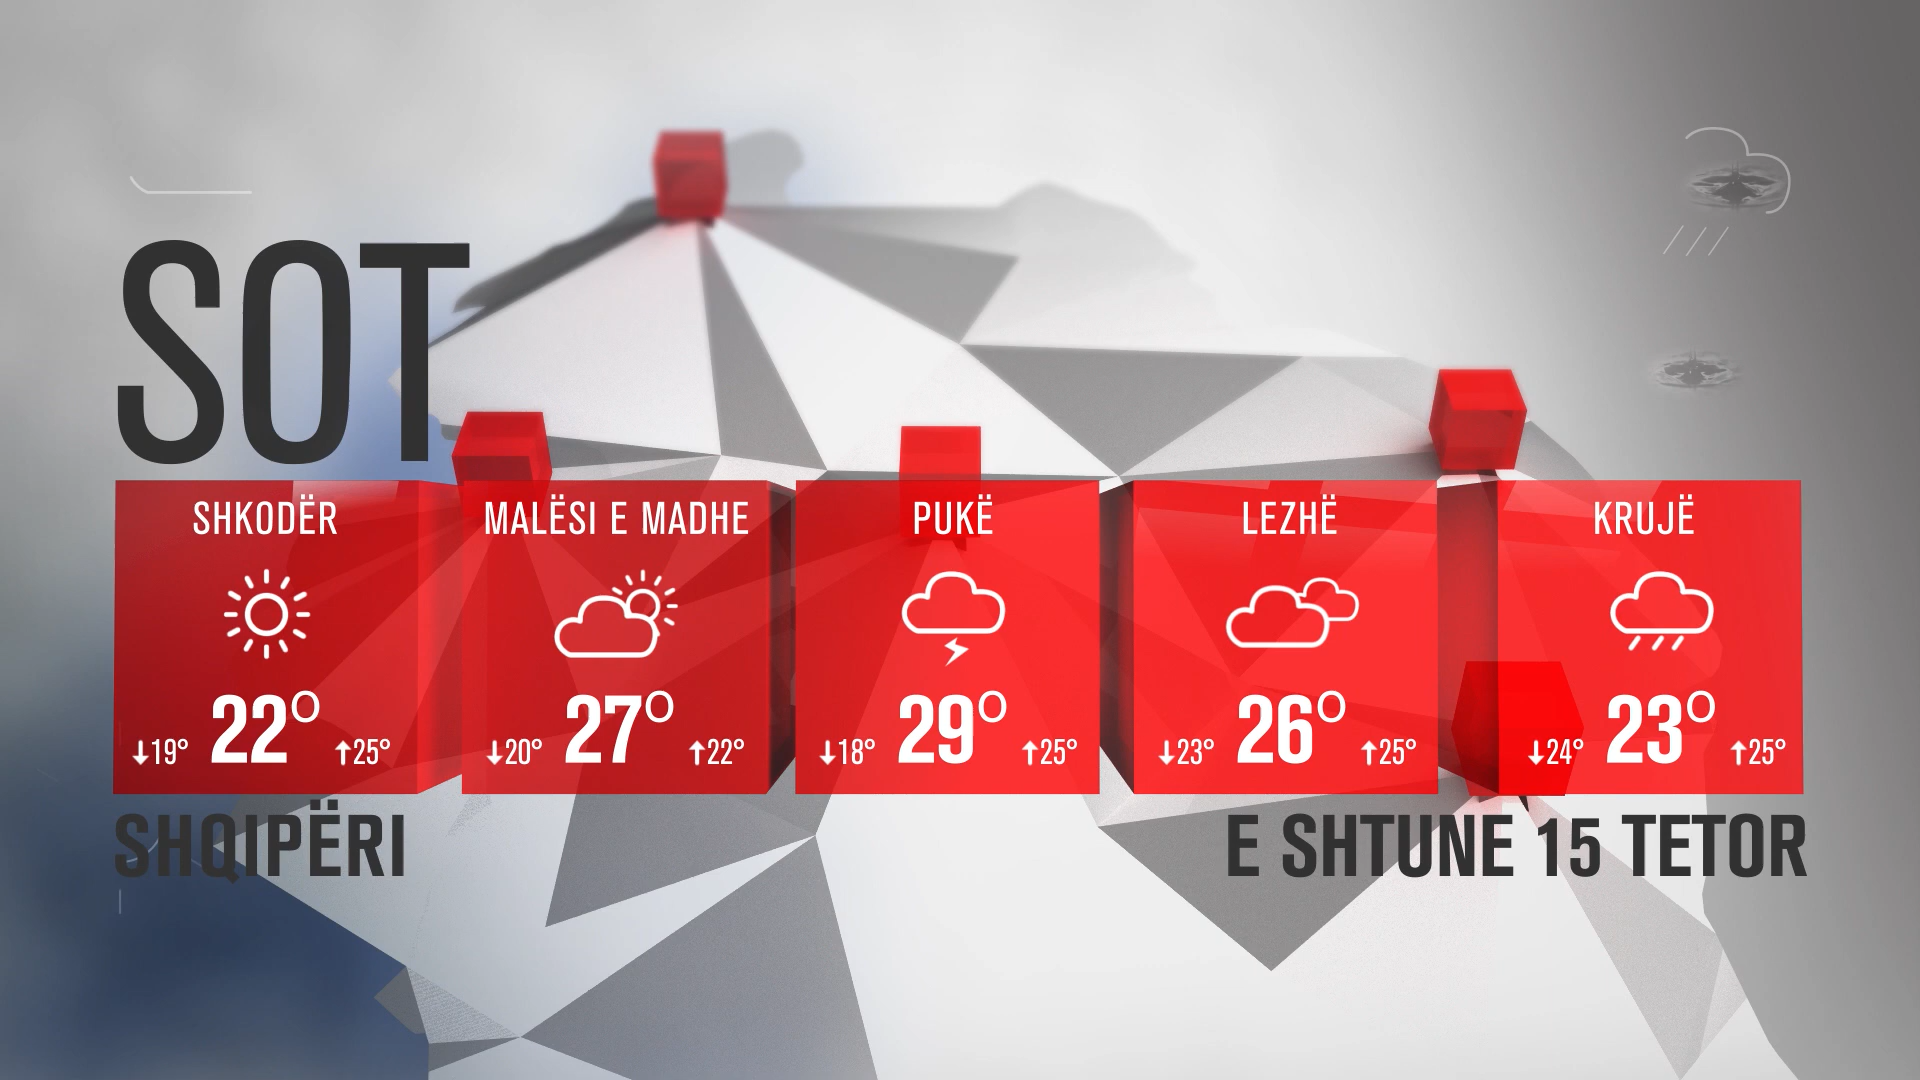 SOT
SHKODËR
22°
↓19° ↑25°
MALËSI E MADHE
27°
↓20° ↑22°
PUKË
29°
↓18° ↑25°
LEZHË
26°
↓23° ↑25°
KRUJË
23°
↓24° ↑25°
SHQIPËRI
E SHTUNE 15 TETOR